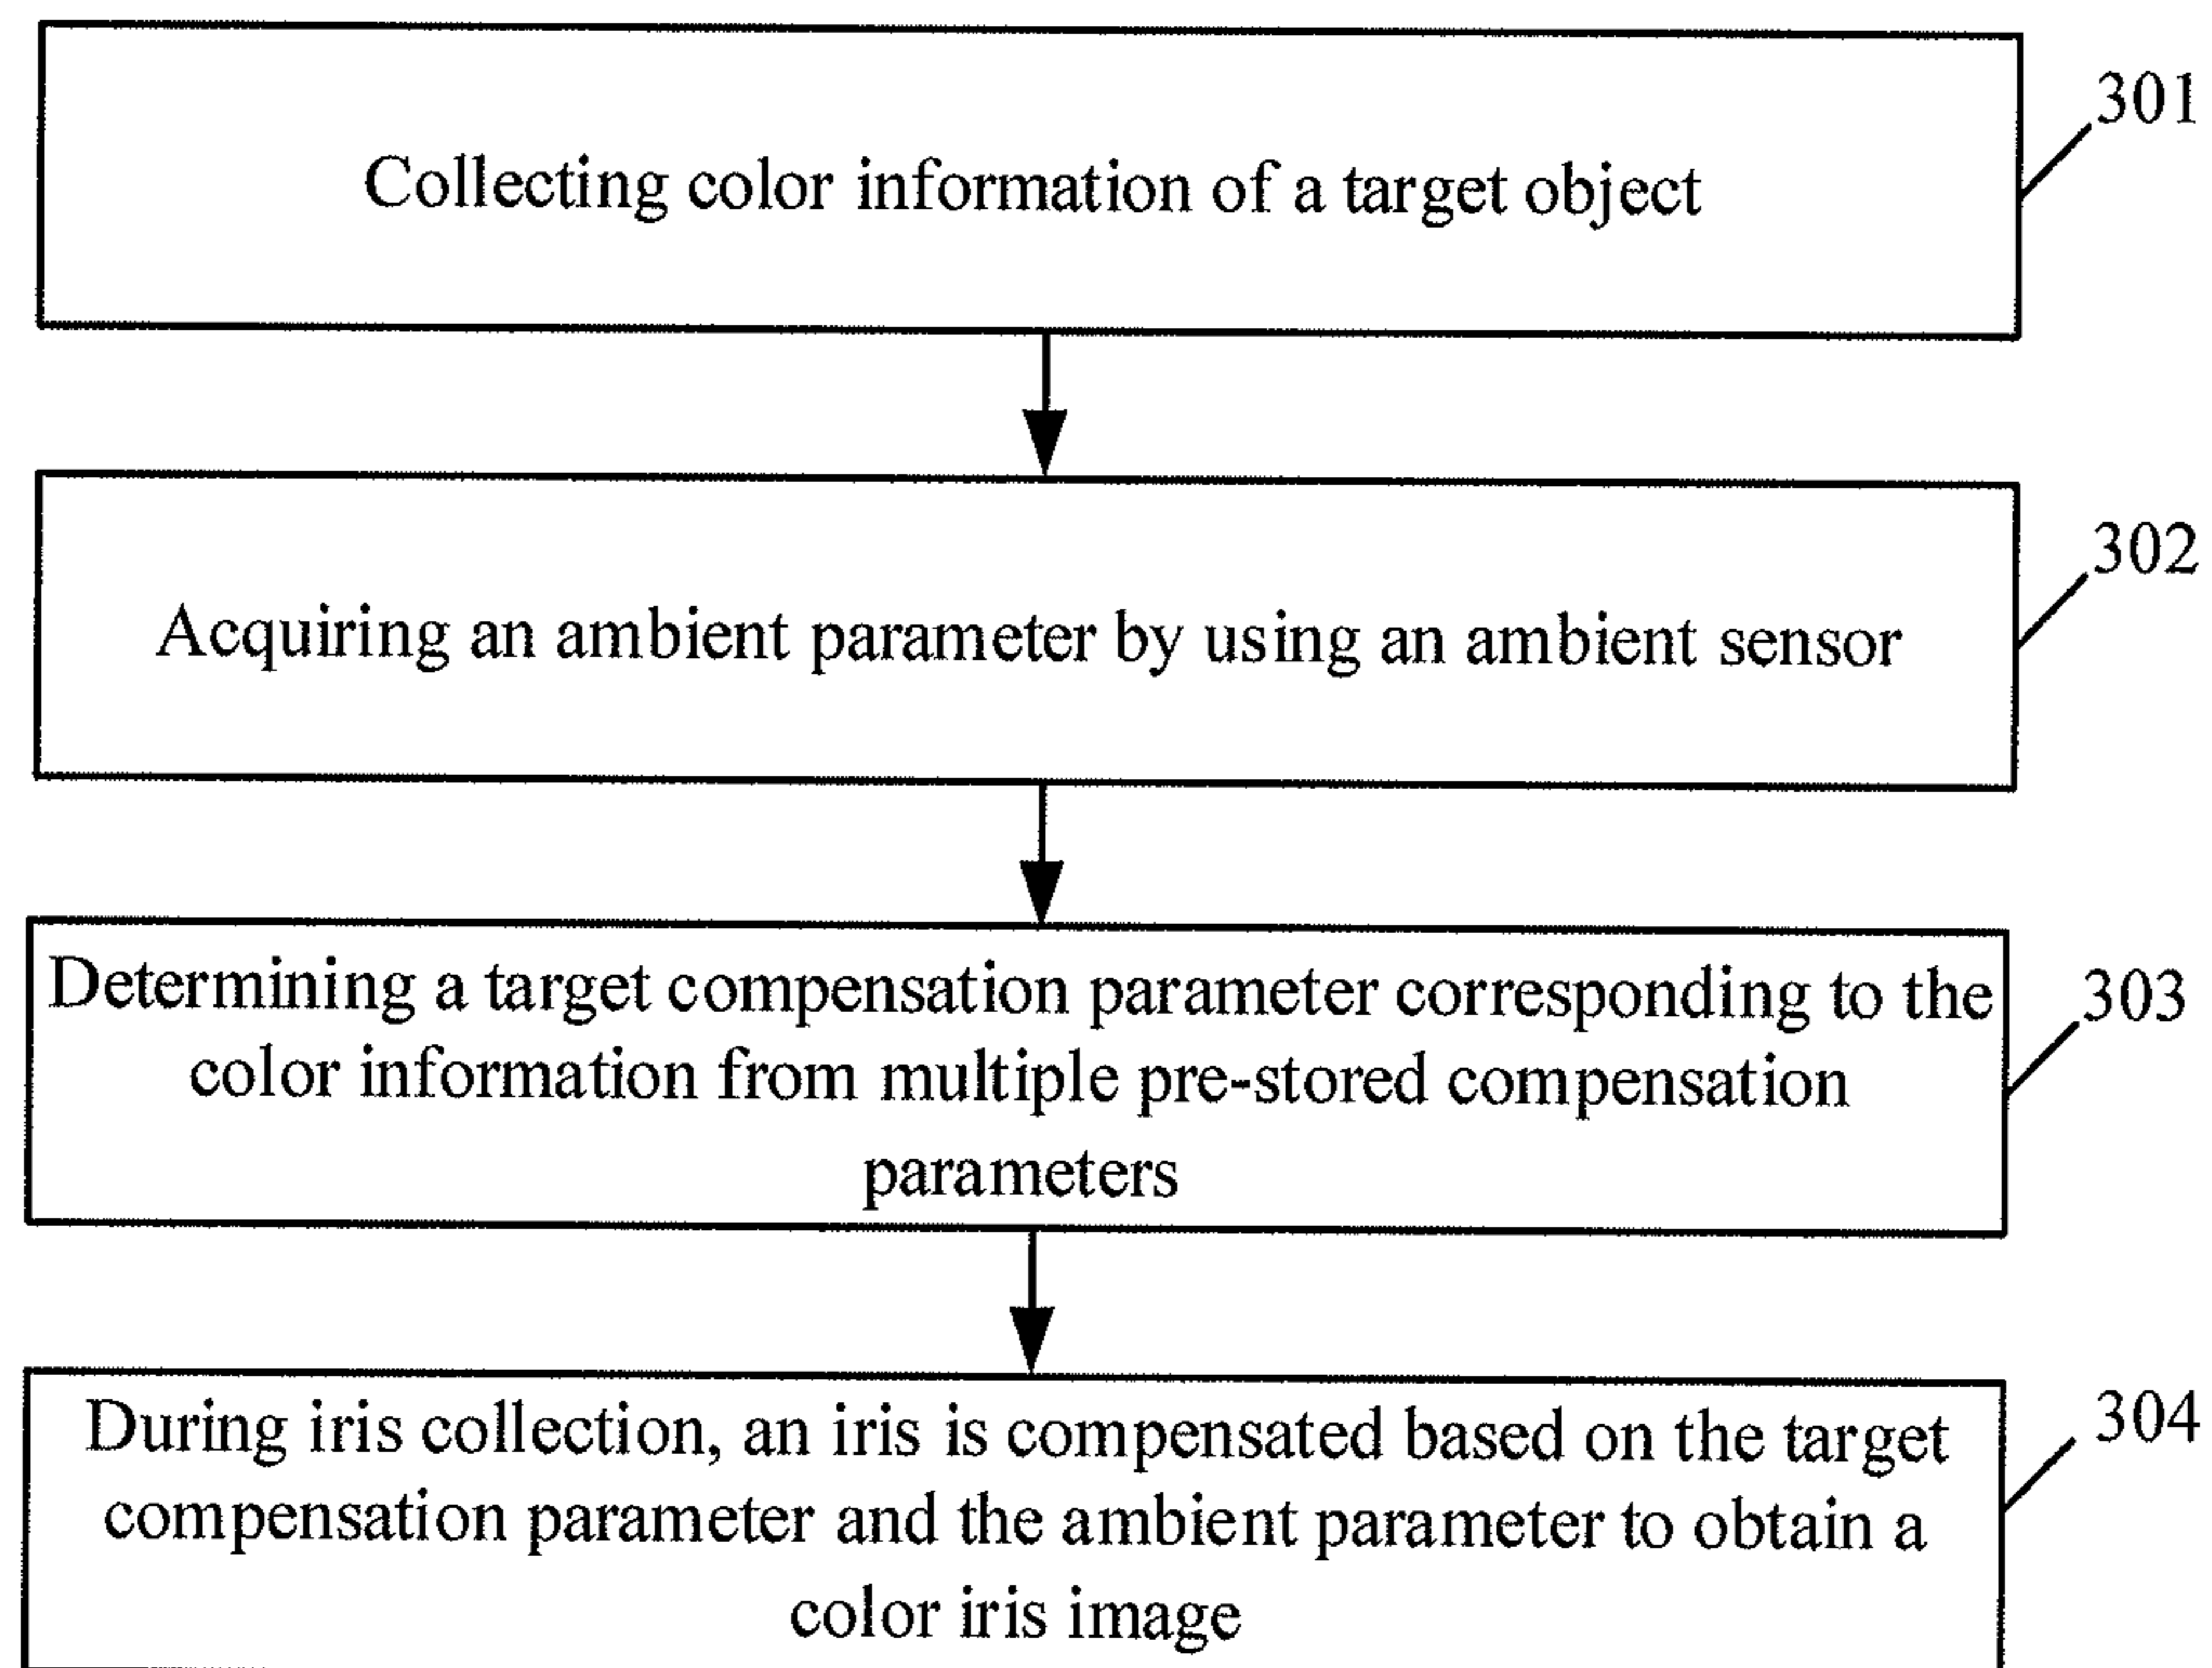 301
Collecting color information of a target object
302
Acquiring an ambient parameter by using an ambient sensor
303
Determining a target compensation parameter corresponding to the
color information from multiple pre-stored compensation
parameters
304
During iris collection, an iris is compensated based on the target
compensation parameter and the ambient parameter to obtain a
color iris image